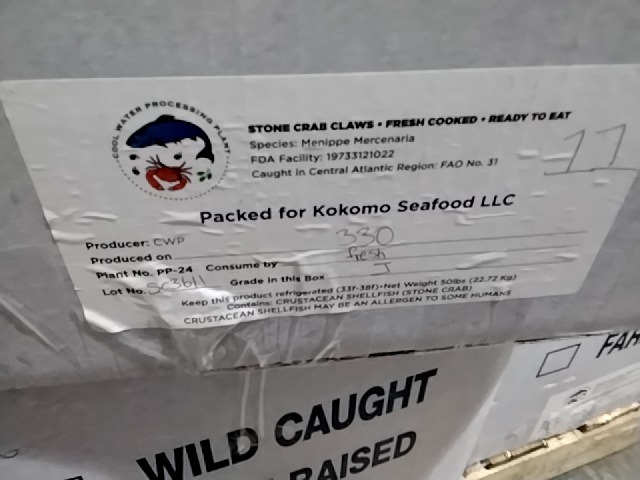 COOL WATER PROCESSING PLANT
STONE CRAB CLAWS • FRESH COOKED • READY TO EAT
Species: Menippe Mercenaria
FDA Facility: 19733121022
Caught in Central Atlantic Region: FAO No. 31
11
Packed for Kokomo Seafood LLC
Producer: CWP
330
Produced on
fresh
Plant No. PP-24 Consume by
J
Lot No. SC3611 Grade in this Box
Keep this product refrigerated (33f-38f)•Net Weight 50lbs (22.72 Kg)
Contains: CRUSTACEAN SHELLFISH (STONE CRAB)
CRUSTACEAN SHELLFISH MAY BE AN ALLERGEN TO SOME HUMANS
WILD CAUGHT
RAISED